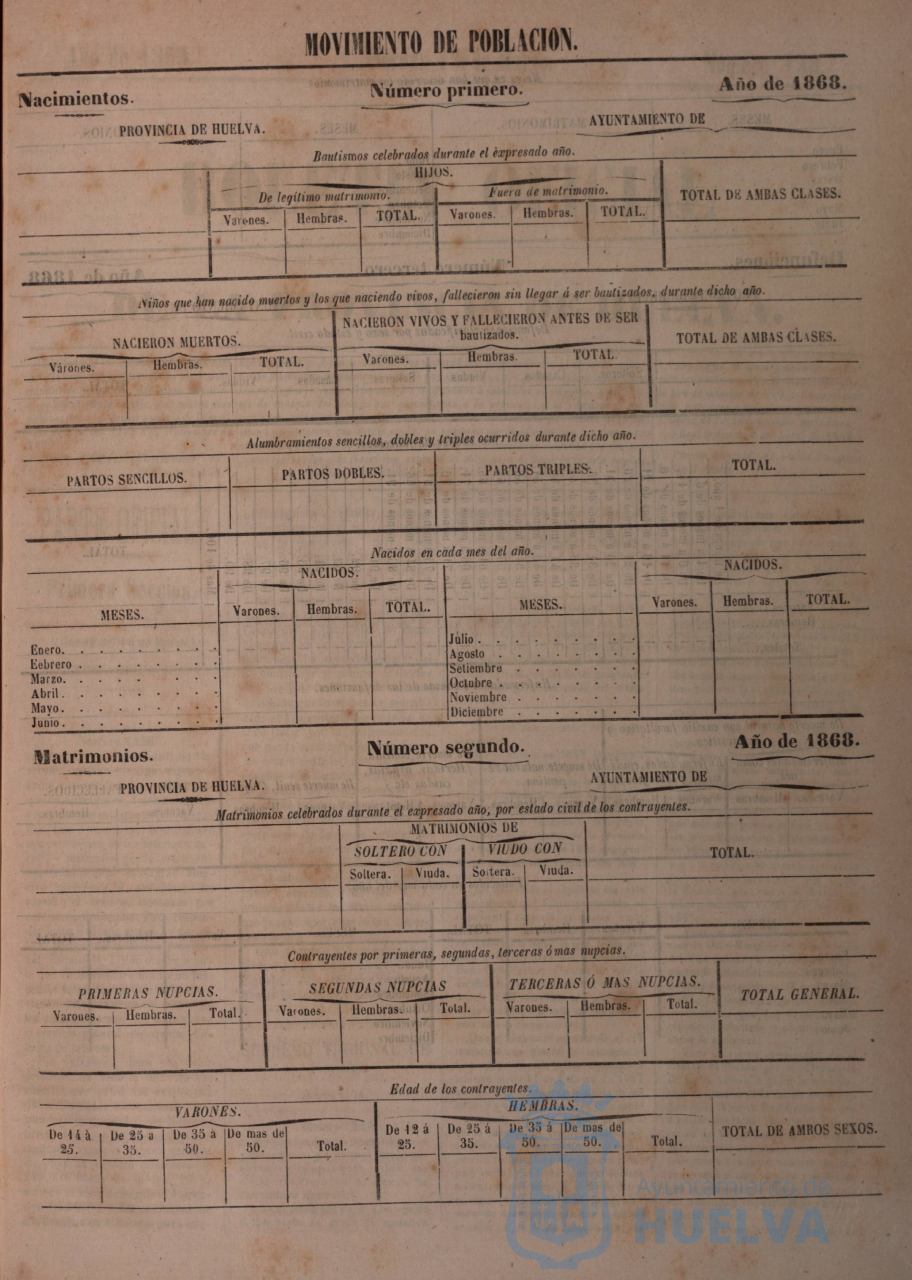 MOVIMIENTO DE POBLACION.
Nacimientos. Número primero. Año de 1868.
PROVINCIA DE HUELVA. AYUNTAMIENTO DE
Bautismos celebrados durante el expresado año.
HIJOS.
De legítimo matrimonio. Fuera de matrimonio. TOTAL DE AMBAS CLASES.
Varones. Hembras. TOTAL. Varones. Hembras. TOTAL.
Niños que han nacido muertos y los que naciendo vivos, fallecieron sin llegar á ser bautizados, durante dicho año.
NACIERON MUERTOS. NACIERON VIVOS Y FALLECIERON ANTES DE SER bautizados. TOTAL DE AMBAS CLASES.
Várones. Hembras. TOTAL. Varones. Hembras. TOTAL
Alumbramientos sencillos, dobles y triples ocurridos durante dicho año.
PARTOS SENCILLOS. PARTOS DOBLES. PARTOS TRIPLES. TOTAL.
Nacidos en cada mes del año.
NACIDOS. NACIDOS.
MESES. Varones. Hembras. TOTAL. MESES. Varones. Hembras. TOTAL.
Enero. Júlio
Eebrero Agosto
Marzo. Setiembre
Abril. Octubre
Mayo. Noviembre
Junio. Diciembre
Matrimonios. Número segundo. Año de 1868.
PROVINCIA DE HUELVA. AYUNTAMIENTO DE
Matrimonios celebrados durante el expresado año, por estado civil de los contrayentes.
MATRIMONIOS DE
SOLTERO CON VIUDO CON TOTAL.
Soltera. Viuda. Soltera. Viuda.
Contrayentes por primeras, segundas, terceras ó mas nupcias.
PRIMERAS NUPCIAS. SEGUNDAS NUPCIAS TERCERAS Ó MAS NUPCIAS. TOTAL GENERAL.
Varones. Hembras. Total. Varones. Hembras. Total. Varones. Hembras. Total.
Edad de los contrayentes.
VARONES. HEMBRAS.
De 14 à 25. De 25 a 35. De 35 á 50. De mas de 50. Total. De 12 á 25. De 25 á 35. De 35 á 50. De mas de 50. Total. TOTAL DE AMBOS SEXOS.
Ayuntamiento de
HUELVA